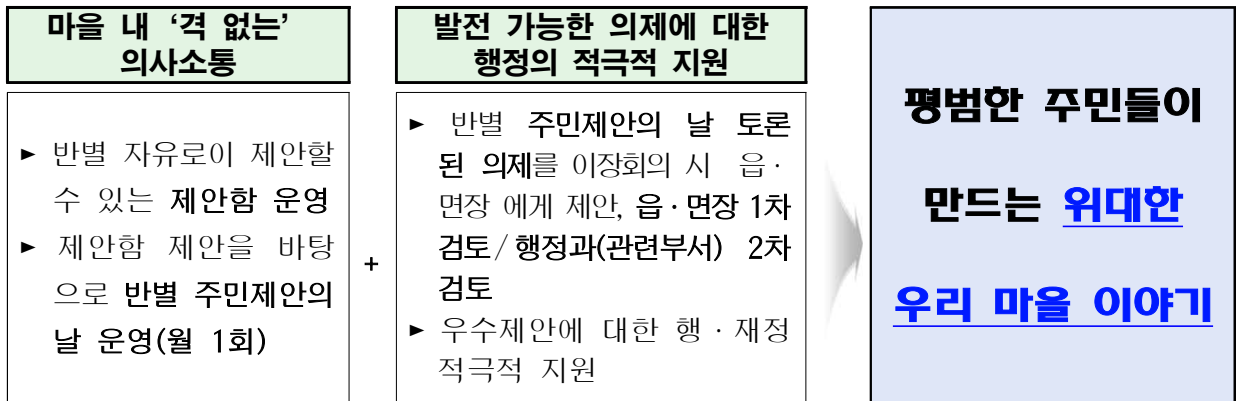 마을 내 ‘격 없는’
의사소통
► 반별 자유로이 제안할
수 있는 제안함 운영
► 제안함 제안을 바탕
으로 반별 주민제안의
날 운영(월 1회)
+
발전 가능한 의제에 대한
행정의 적극적 지원
► 반별 주민제안의 날 토론
된 의제를 이장회의 시 읍·
면장 에게 제안, 읍·면장 1차
검토/행정과(관련부서) 2차
검토
► 우수제안에 대한 행·재정
적극적 지원
평범한 주민들이
만드는 위대한
우리 마을 이야기